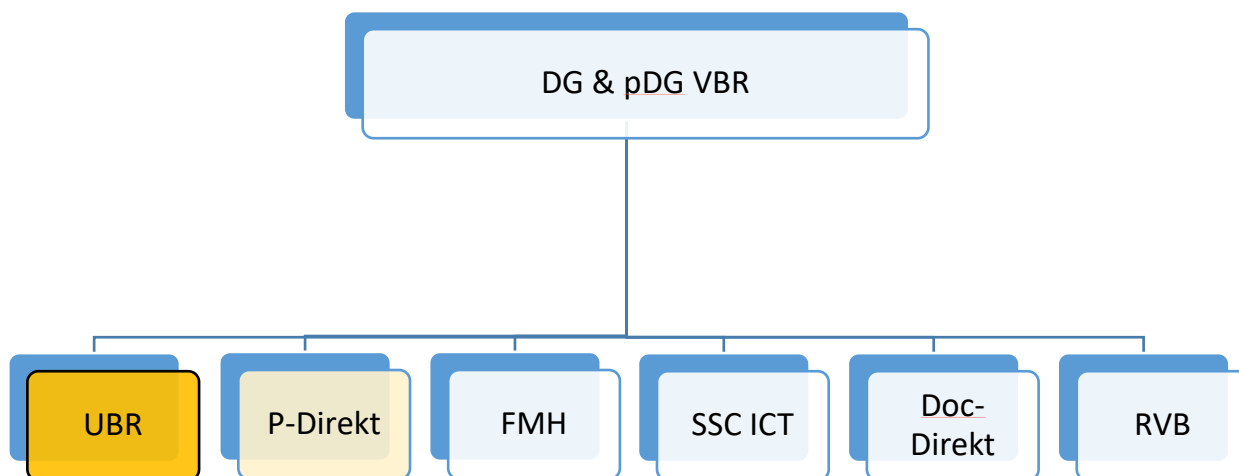 DG & pDG VBR
UBR
P-Direkt
FMH
SSC ICT
Doc-
Direkt
RVB